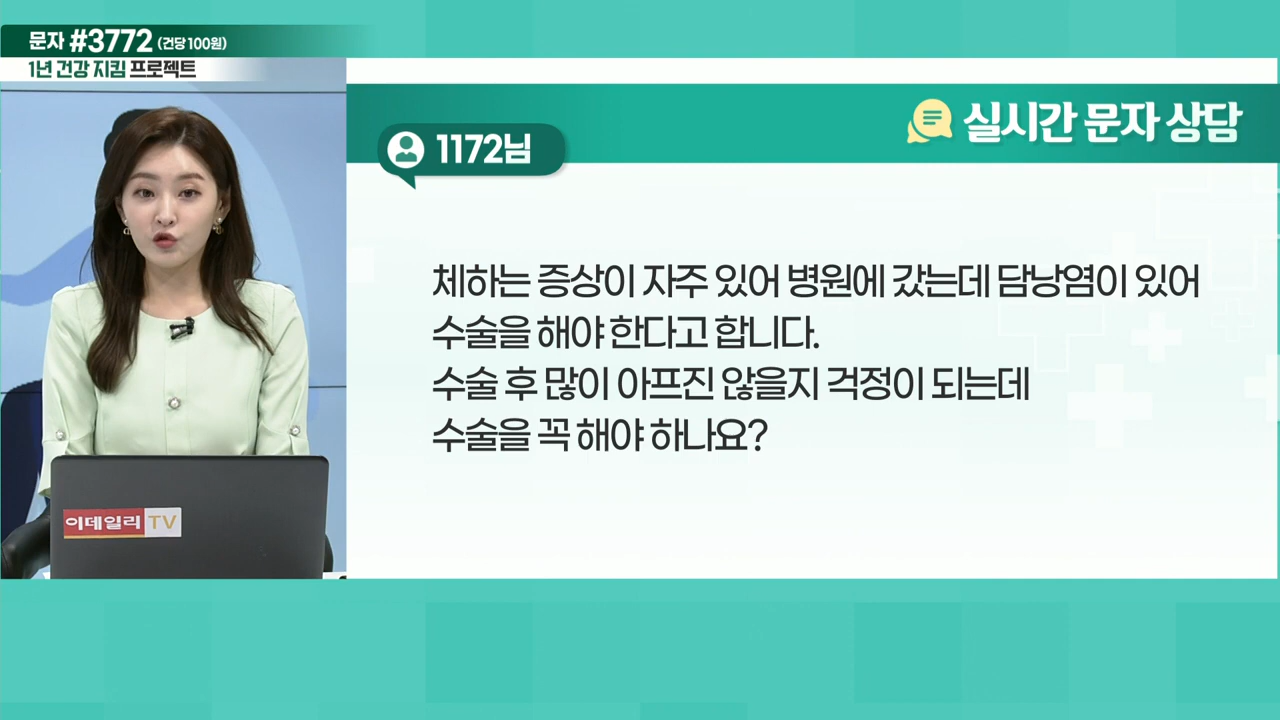 문자 #3772 (건당 100원)
1년 건강 지킴 프로젝트
실시간 문자 상담
1172님
체하는 증상이 자주 있어 병원에 갔는데 담낭염이 있어
수술을 해야 한다고 합니다.
수술 후 많이 아프진 않을지 걱정이 되는데
수술을 꼭 해야 하나요?
이데일리 TV